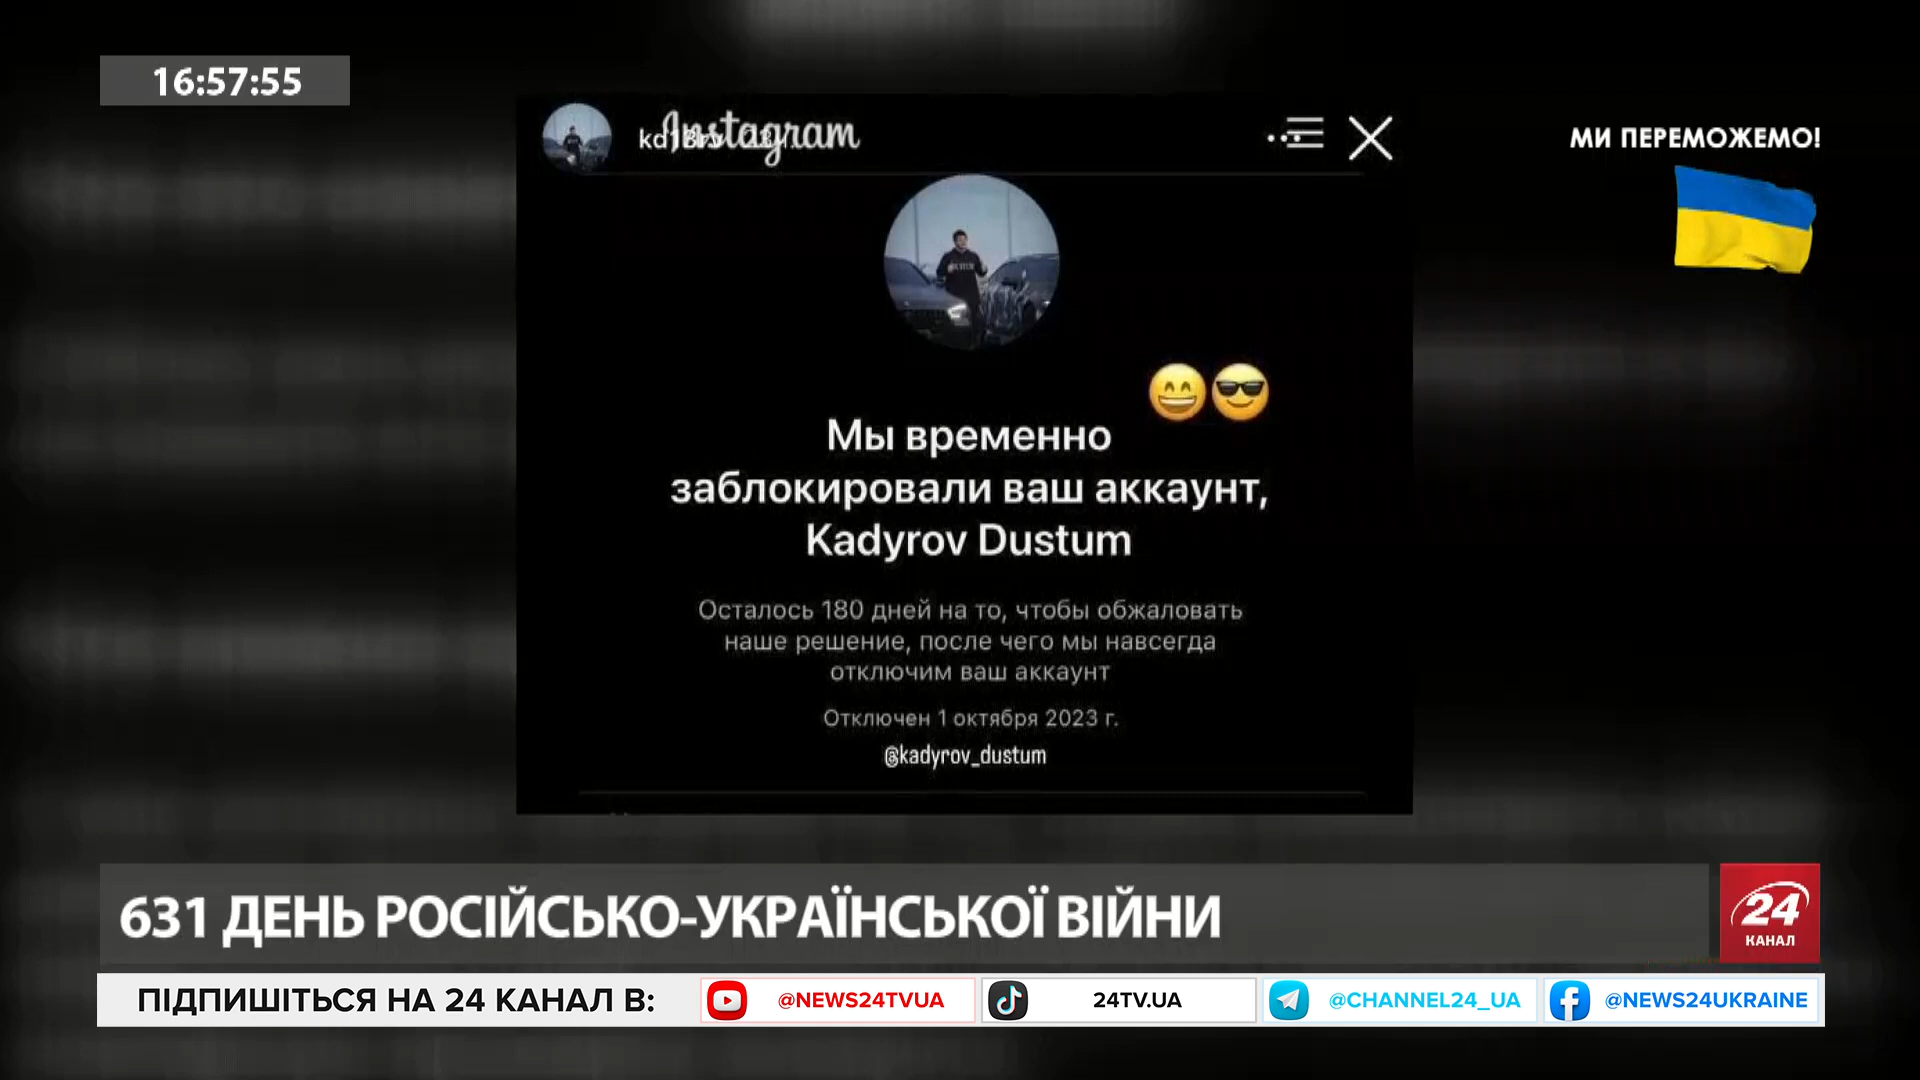 16:57:55
Instagram
МИ ПЕРЕМОЖЕМО!
Мы временно
заблокировали ваш аккаунт,
Kadyrov Dustum
Осталось 180 дней на то, чтобы обжаловать
наше решение, после чего мы навсегда
отключим ваш аккаунт
Отключен 1 октября 2023 г.
@kadyrov_dustum
631 ДЕНЬ РОСІЙСЬКО-УКРАЇНСЬКОЇ ВІЙНИ
24
КАНАЛ
ПІДПИШІТЬСЯ НА 24 КАНАЛ В:
@NEWS24TVUA
24TV.UA
@CHANNEL24_UA
@NEWS24UKRAINE